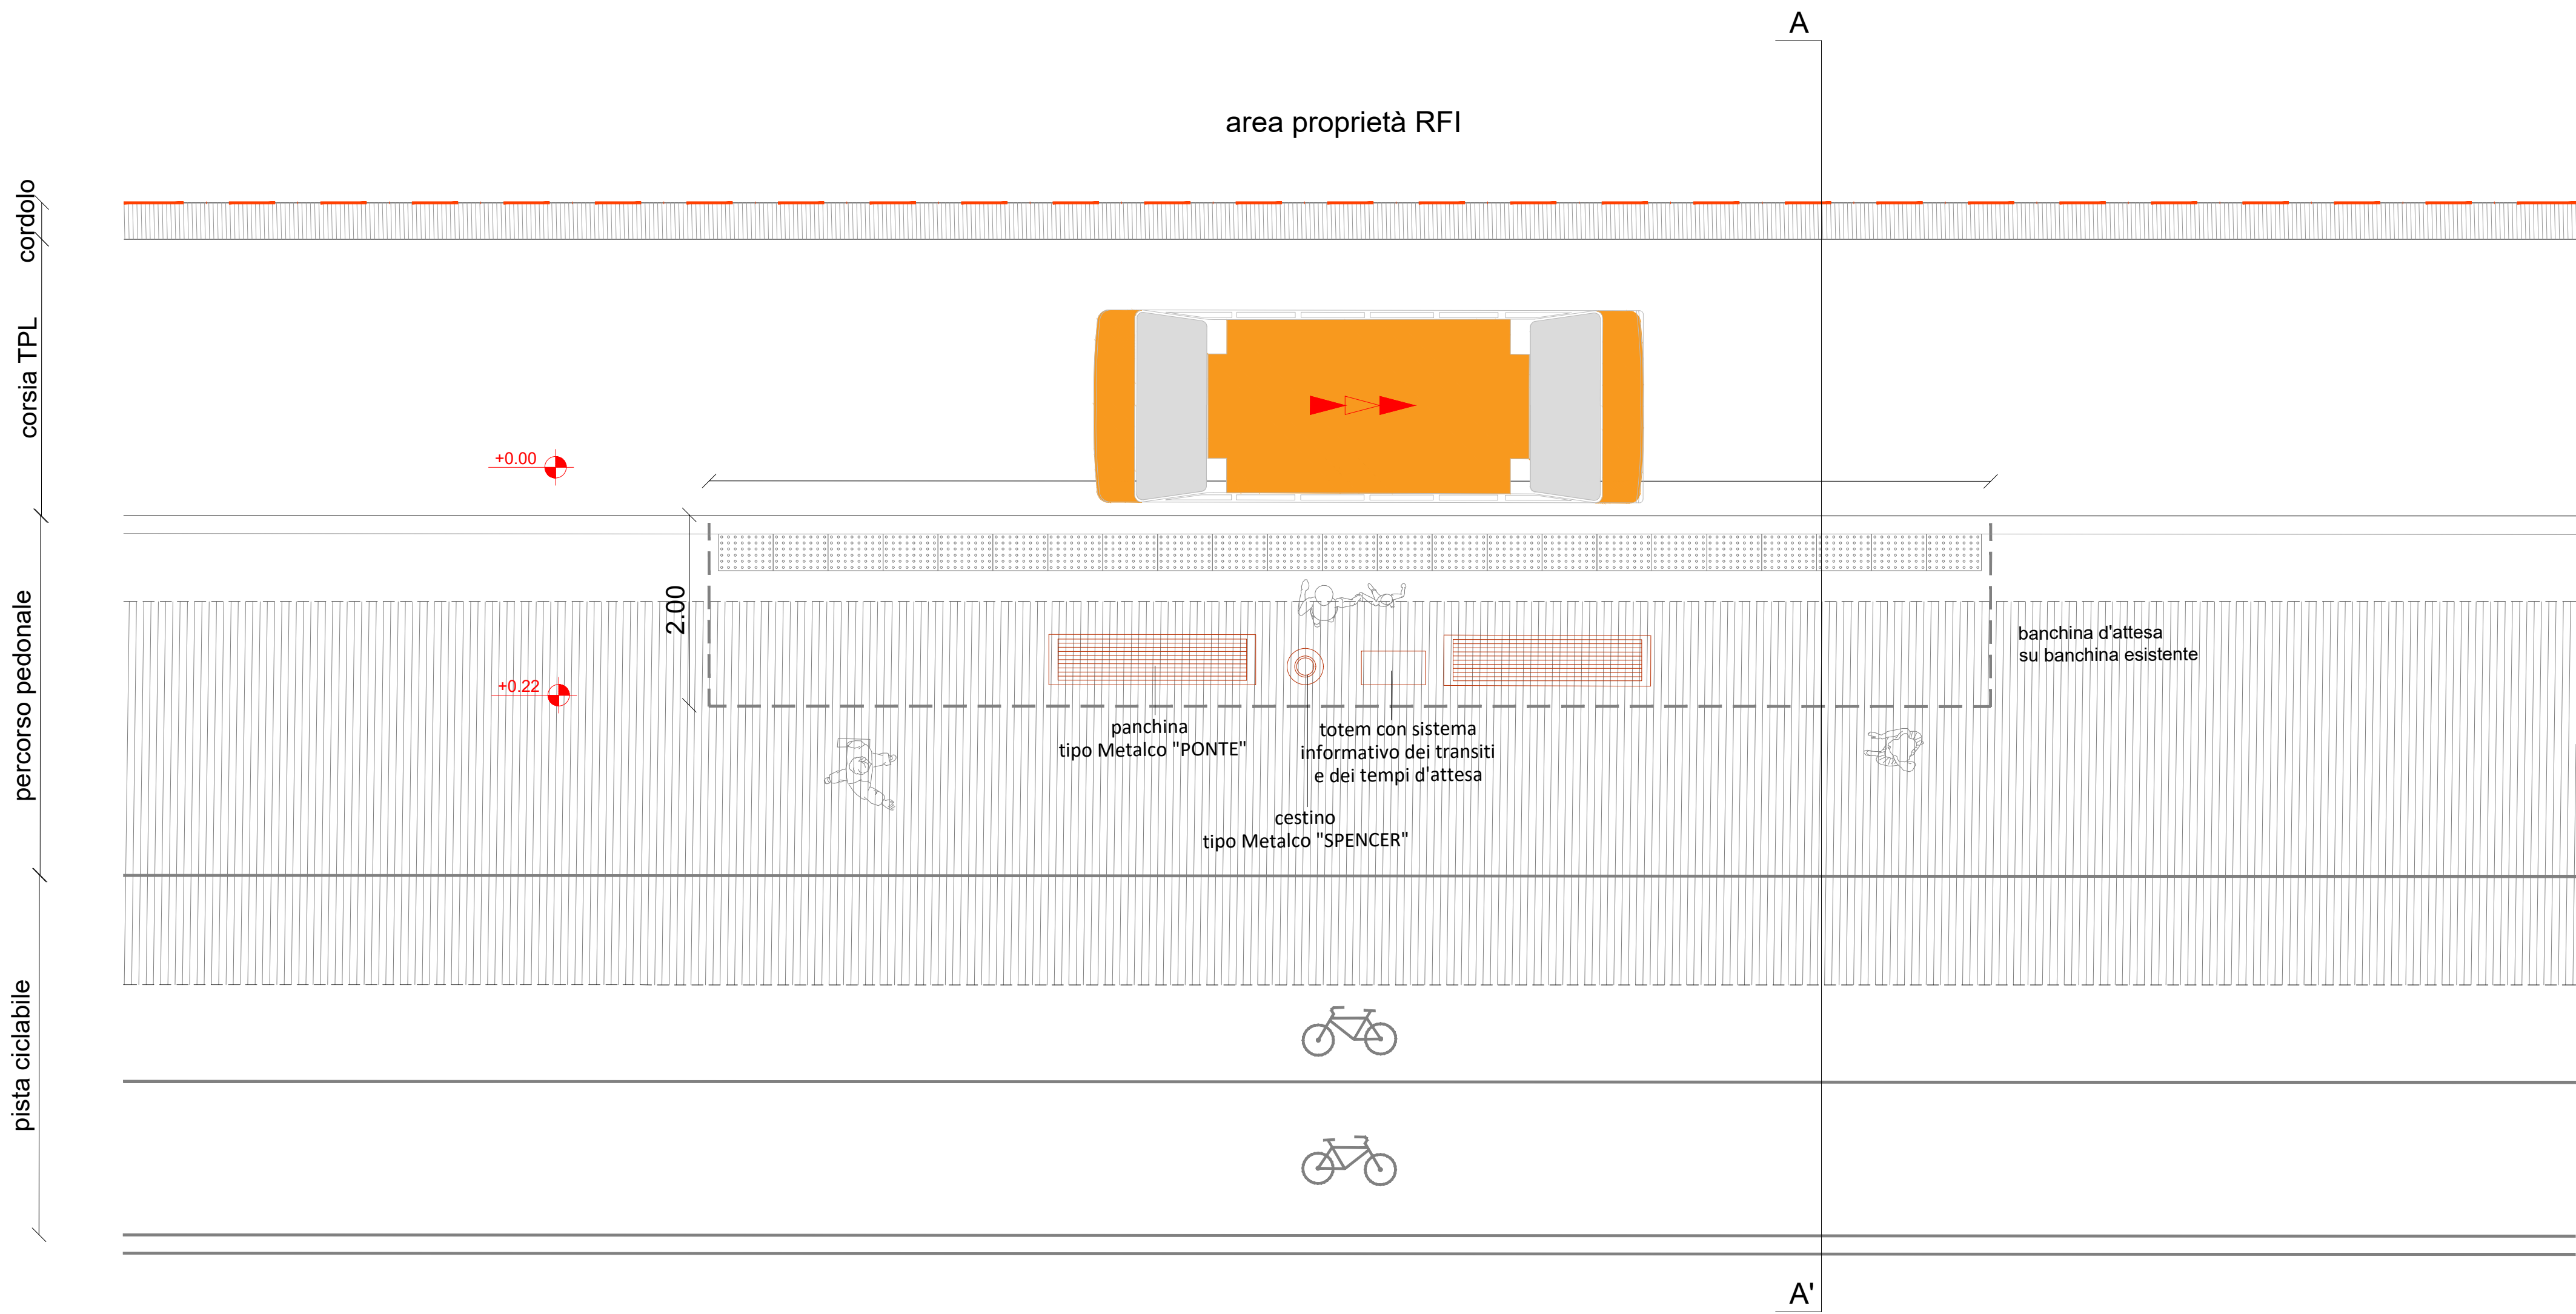 A
area proprietà RFI
cordolo
corsia TPL
+0.00
2.00
percorso pedonale
banchina d'attesa
su banchina esistente
+0.22
panchina
tipo Metalco "PONTE"
totem con sistema
informativo dei transiti
e dei tempi d'attesa
cestino
tipo Metalco "SPENCER"
pista ciclabile
A'